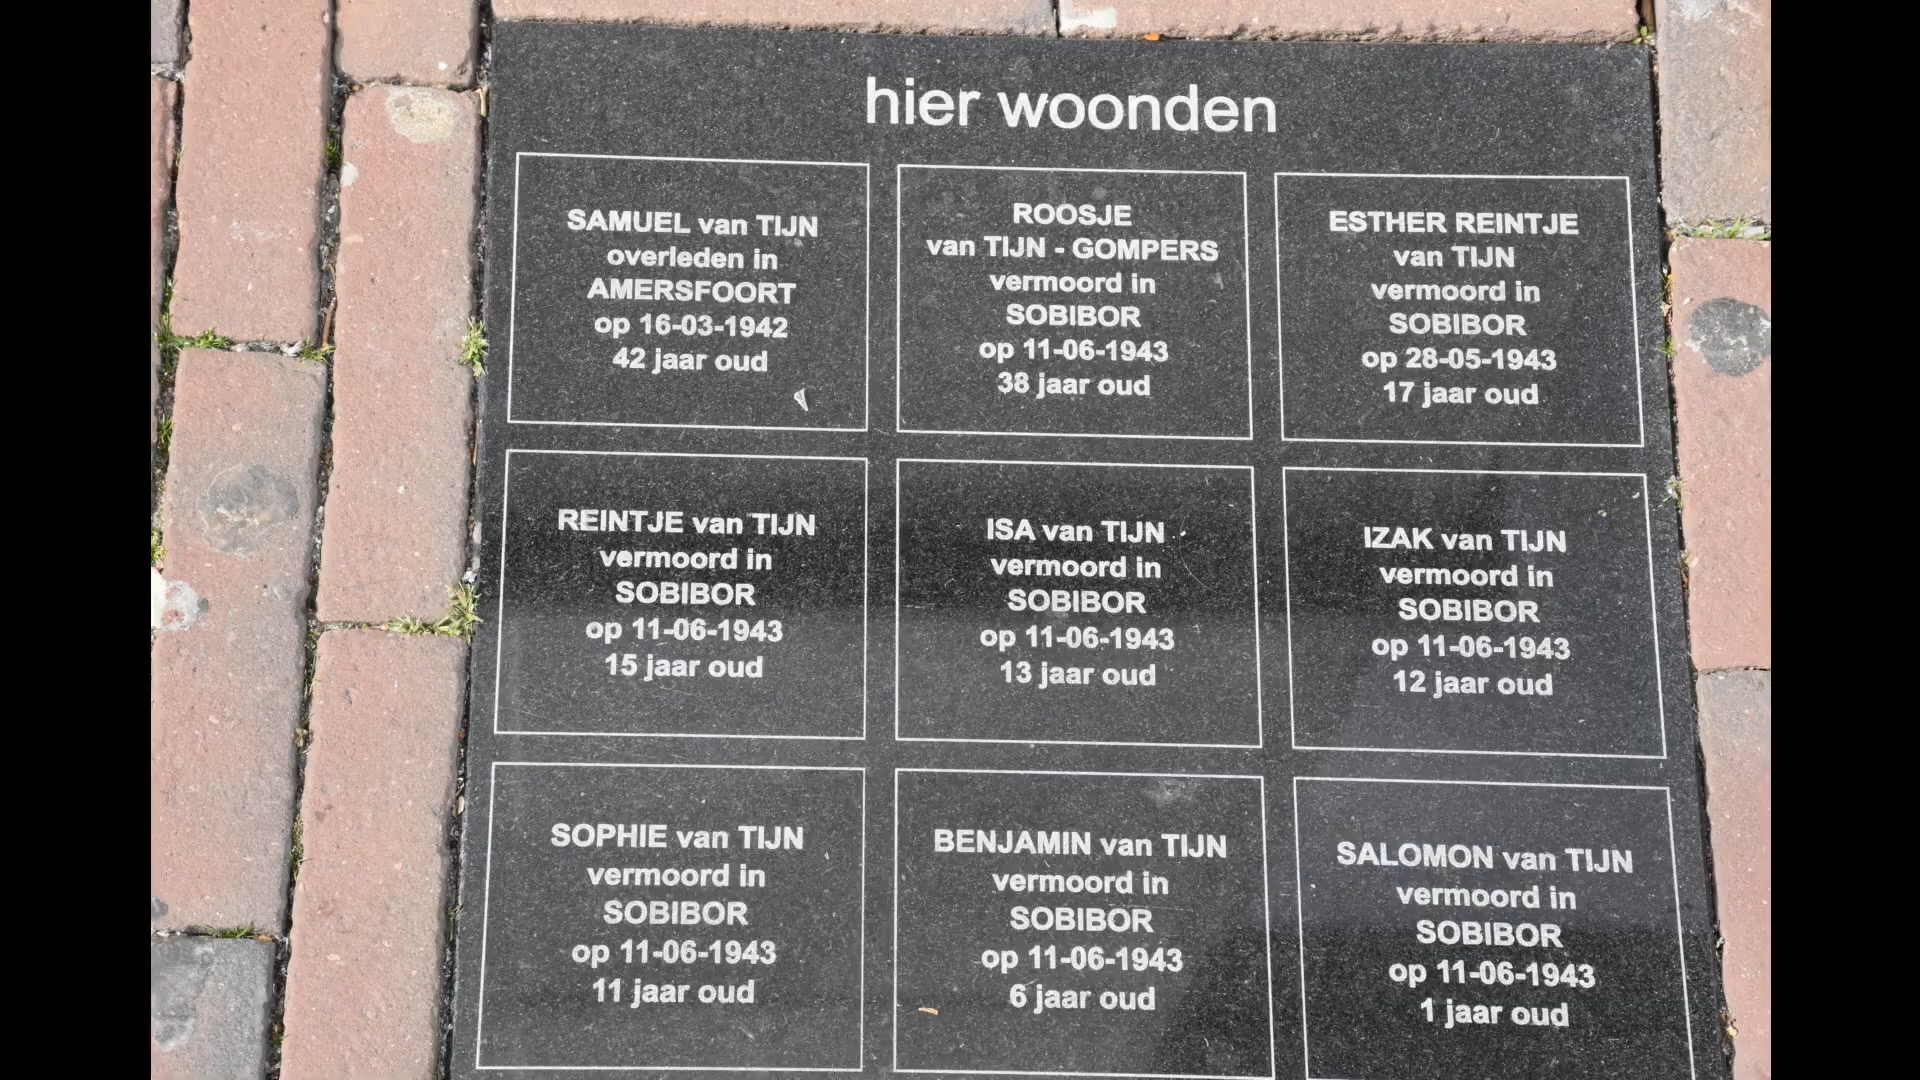 hier woonden
SAMUEL van TIJN
overleden in
AMERSFOORT
op 16-03-1942
42 jaar oud
ROOSJE
van TIJN - GOMPERS
vermoord in
SOBIBOR
op 11-06-1943
38 jaar oud
ESTHER REINTJE
van TIJN
vermoord in
SOBIBOR
op 28-05-1943
17 jaar oud
REINTJE van TIJN
vermoord in
SOBIBOR
op 11-06-1943
15 jaar oud
ISA van TIJN
vermoord in
SOBIBOR
op 11-06-1943
13 jaar oud
IZAK van TIJN
vermoord in
SOBIBOR
op 11-06-1943
12 jaar oud
SOPHIE van TIJN
vermoord in
SOBIBOR
op 11-06-1943
11 jaar oud
BENJAMIN van TIJN
vermoord in
SOBIBOR
op 11-06-1943
6 jaar oud
SALOMON van TIJN
vermoord in
SOBIBOR
op 11-06-1943
1 jaar oud